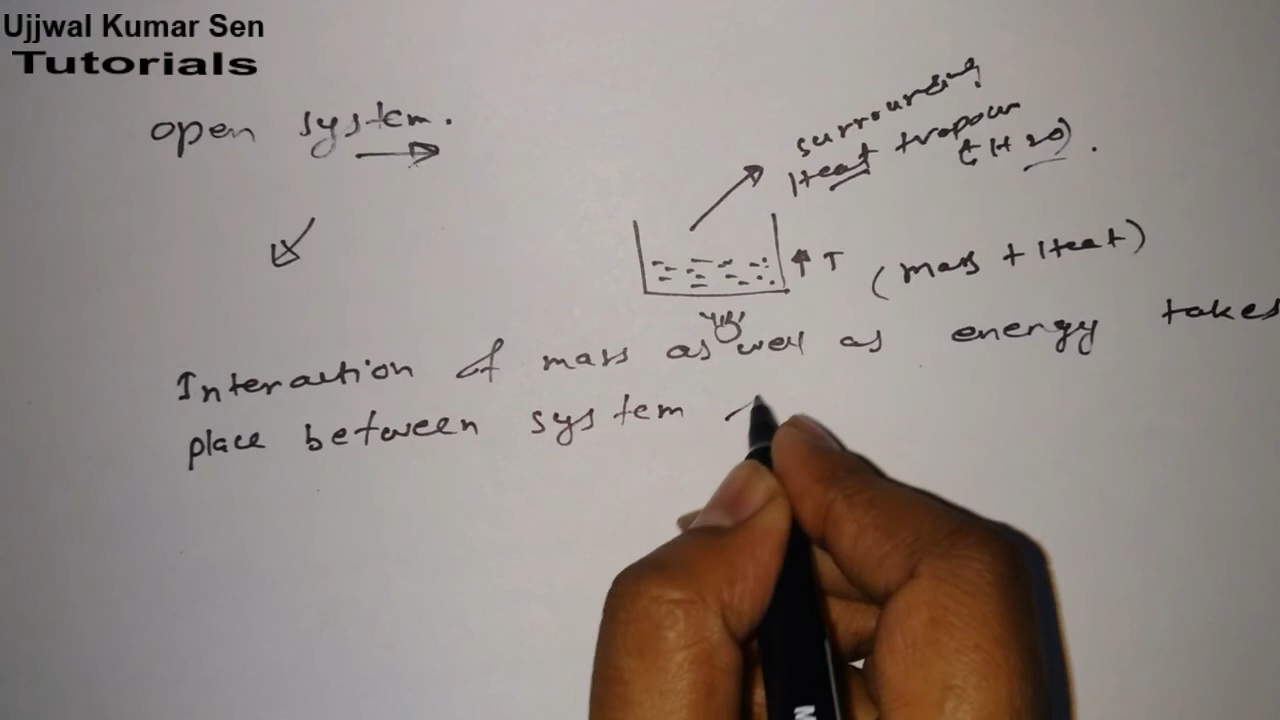 Ujjwal Kumar Sen
Tutorials
open system.
surrounding
Heat + vapour
(H2O).
↑ T
(mass + Heat)
Interaction of mass as well as energy takes
place between system
M